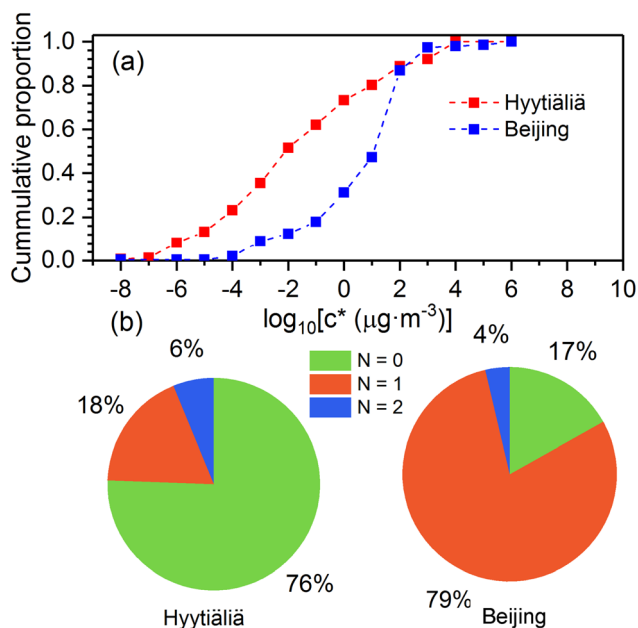 Cummulative proportion
1.0
0.8
0.6
0.4
0.2
0.0
(a)
Hyytiäliä
Beijing
-8 -6 -4 -2 0 2 4 6 8 10
log₁₀[c* (μg·m⁻³)]
(b)
6%
18%
76%
Hyytiäliä
N = 0
N = 1
N = 2
4%
17%
79%
Beijing